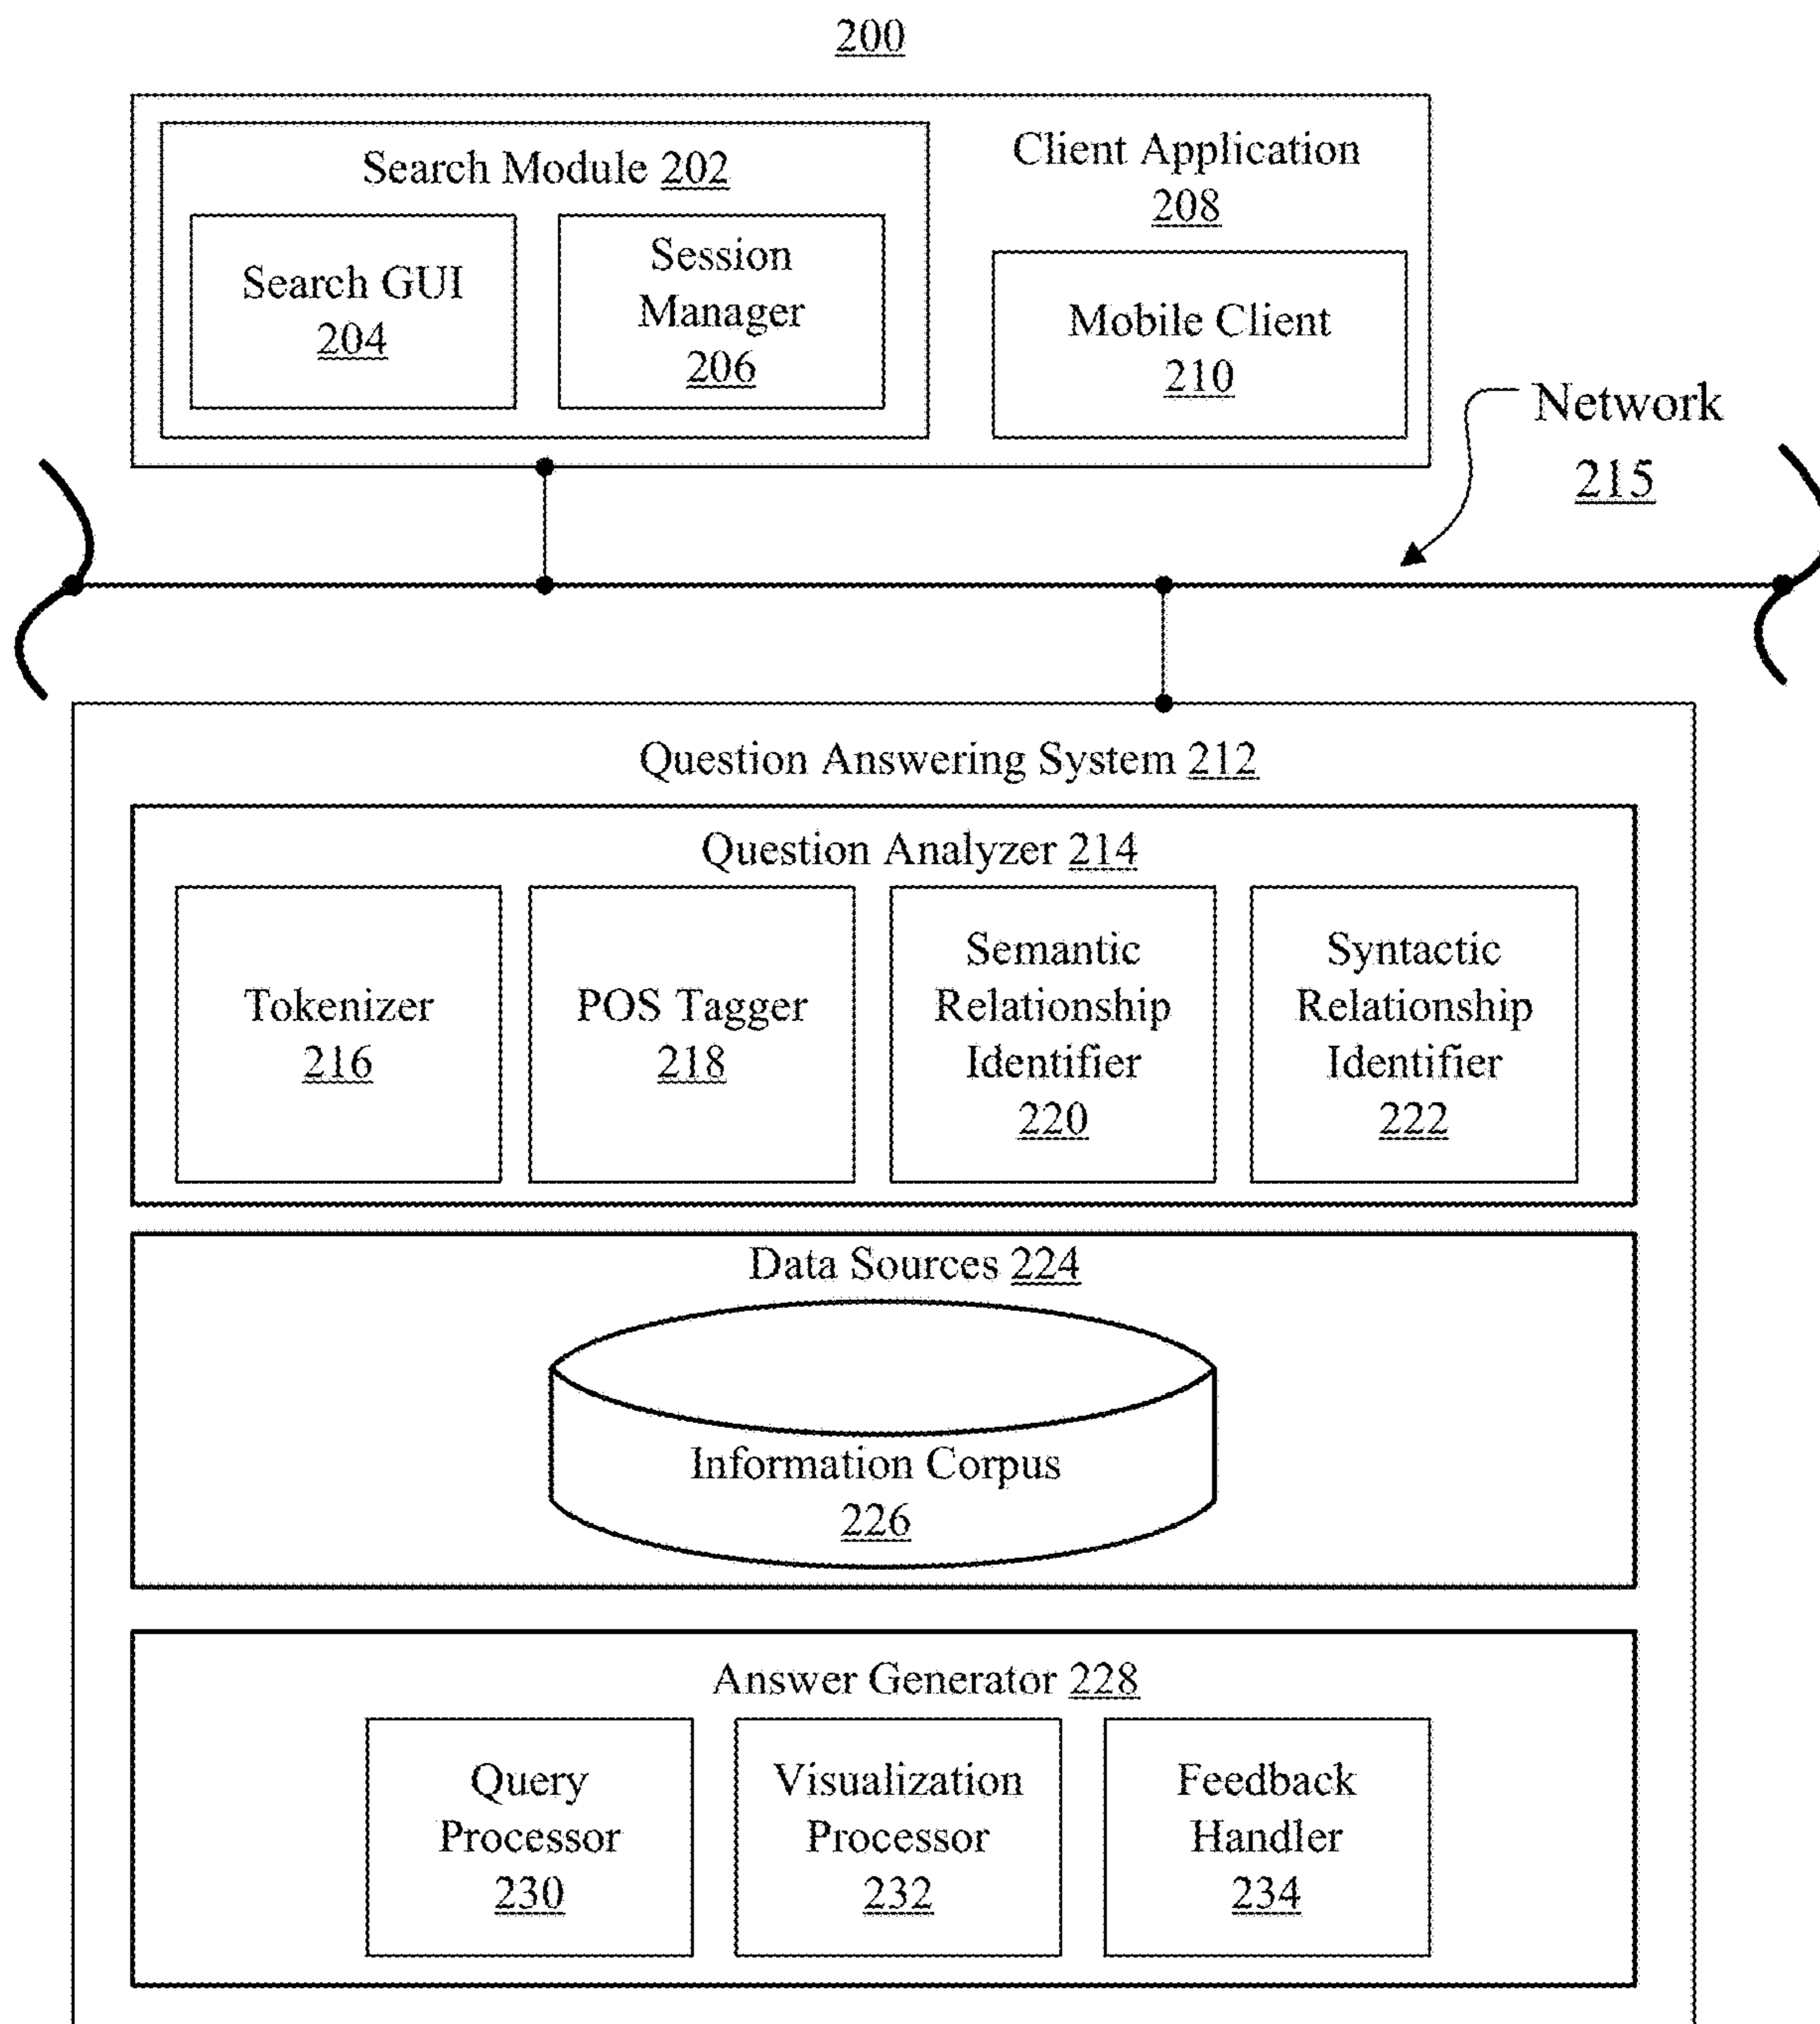 200
Search Module 202
Search GUI
204
Session
Manager
206
Client Application
208
Mobile Client
210
Network
215
Question Answering System 212
Question Analyzer 214
Tokenizer
216
POS Tagger
218
Semantic
Relationship
Identifier
220
Syntactic
Relationship
Identifier
222
Data Sources 224
Information Corpus
226
Answer Generator 228
Query
Processor
230
Visualization
Processor
232
Feedback
Handler
234